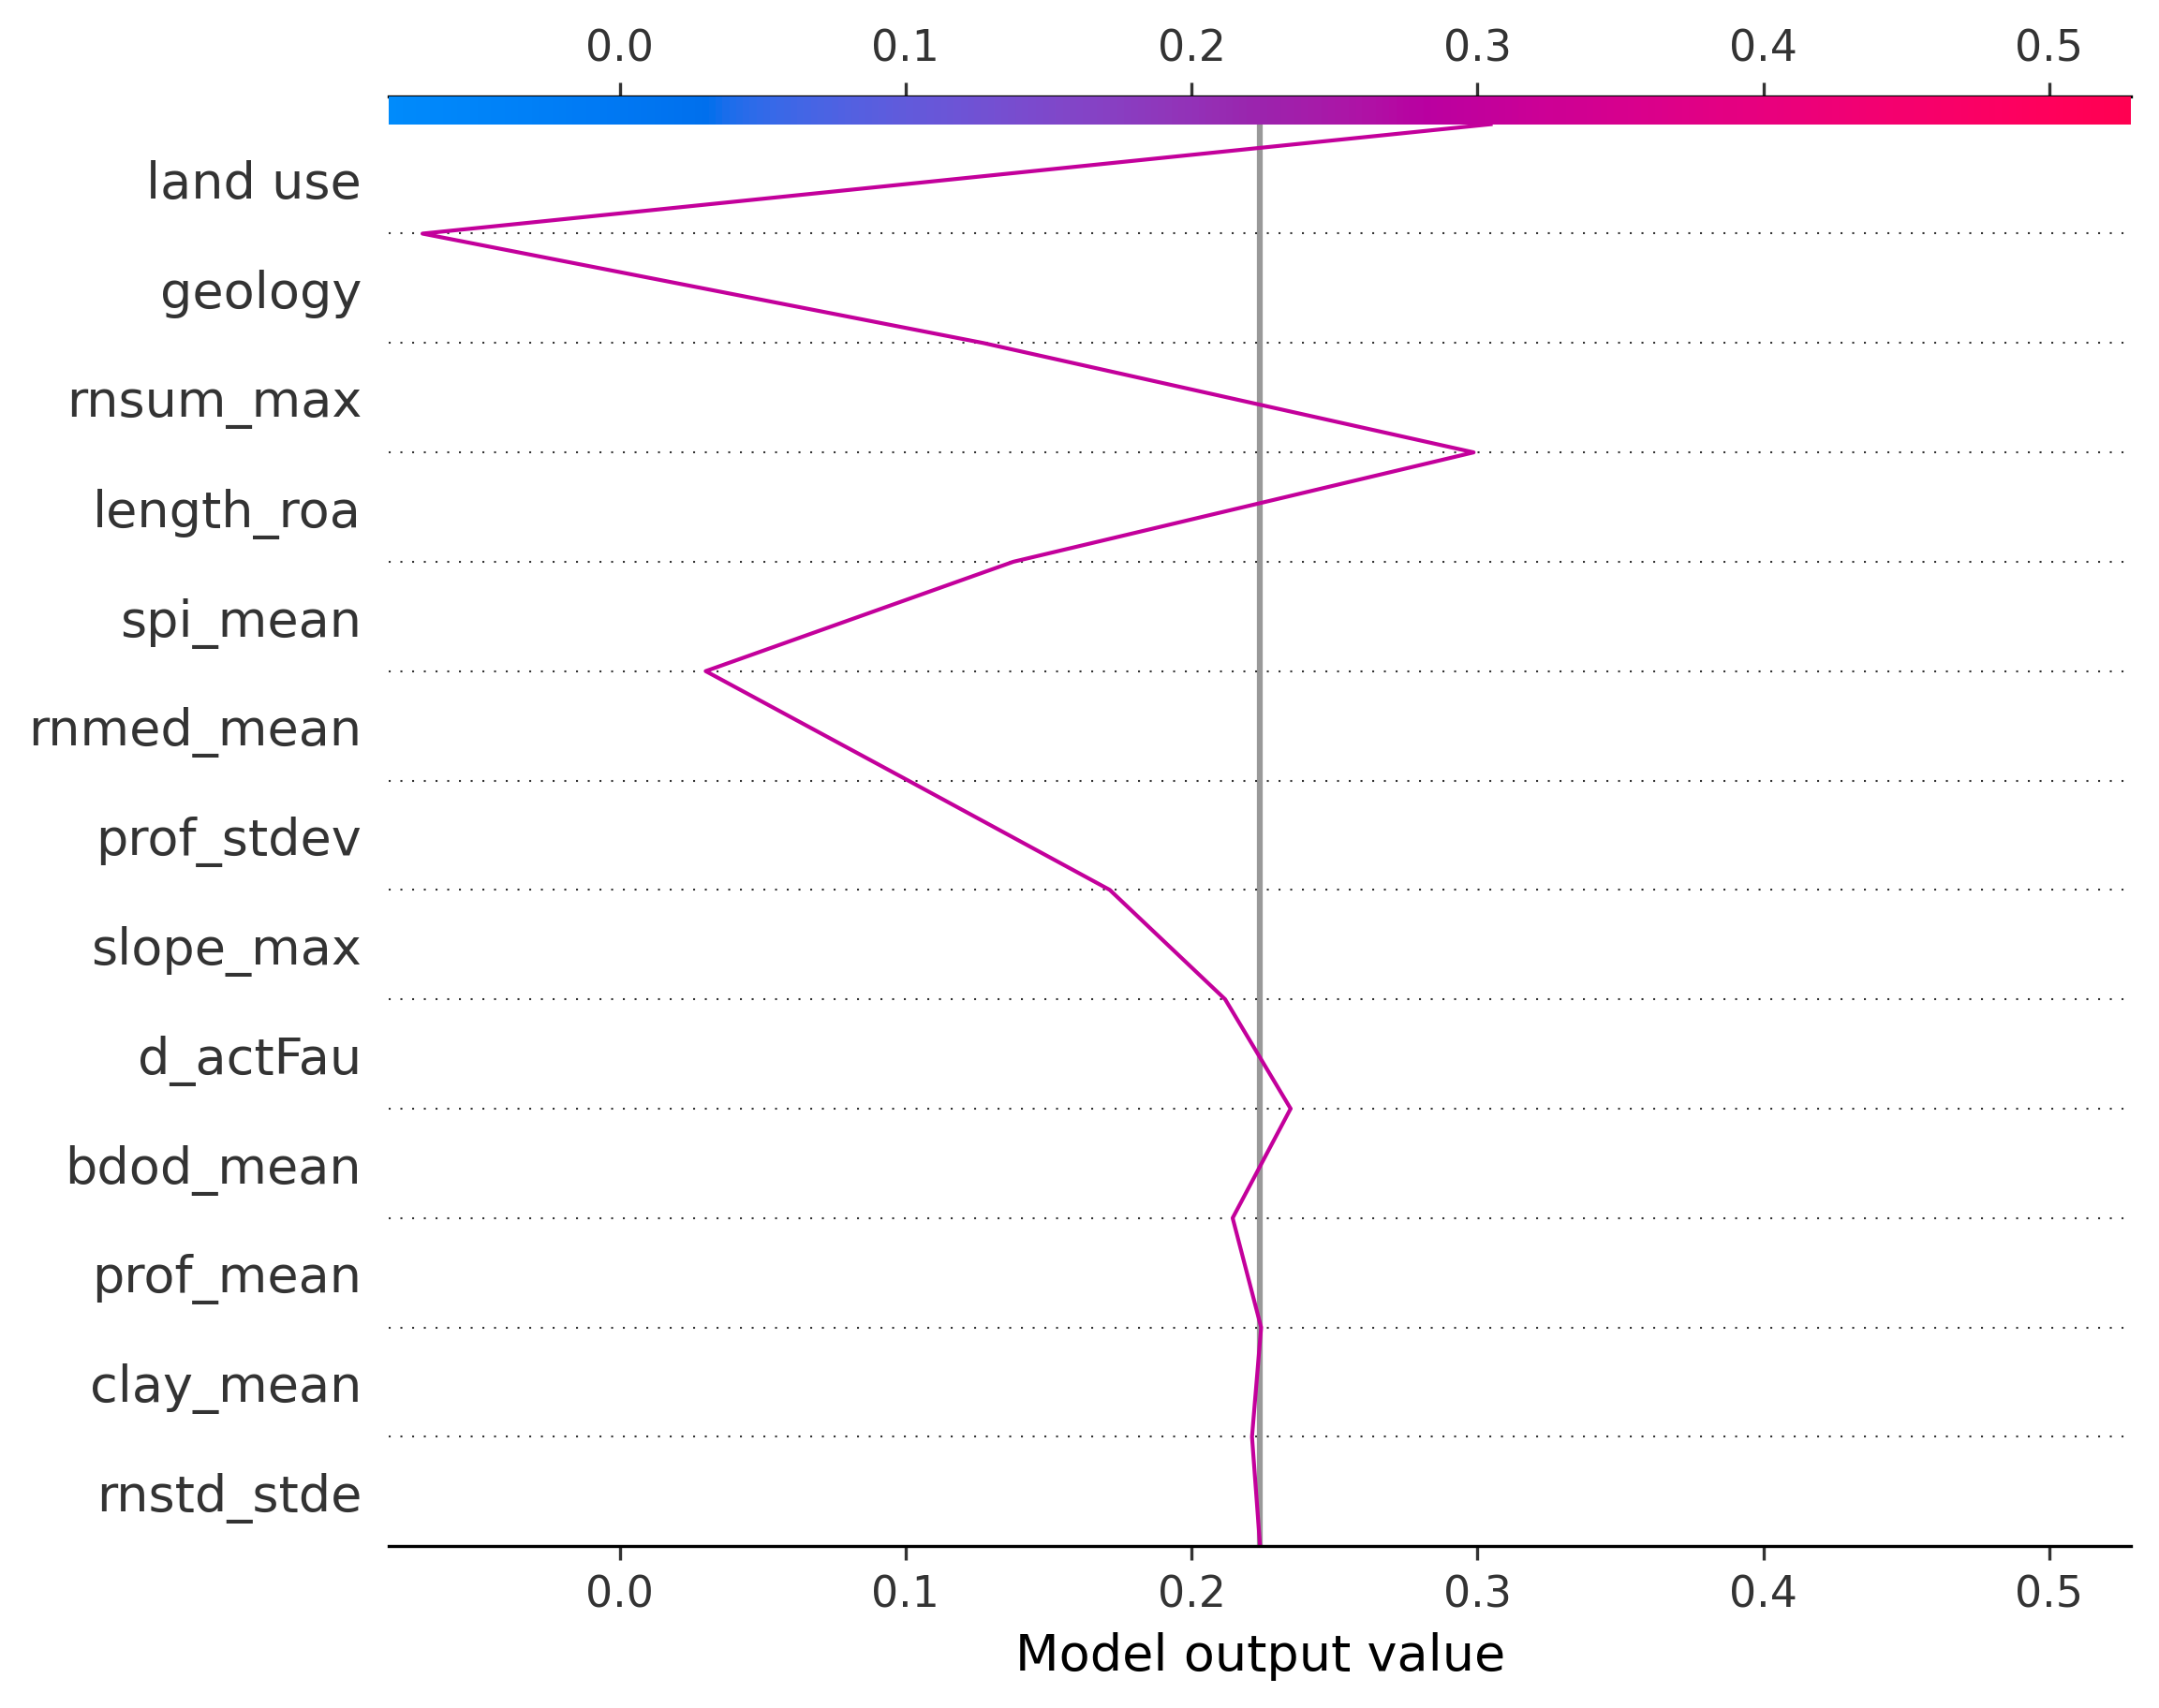 0.0 0.1 0.2 0.3 0.4 0.5
land use
geology
rnsum_max
length_roa
spi_mean
rnmed_mean
prof_stdev
slope_max
d_actFau
bdod_mean
prof_mean
clay_mean
rnstd_stde
0.0 0.1 0.2 0.3 0.4 0.5
Model output value